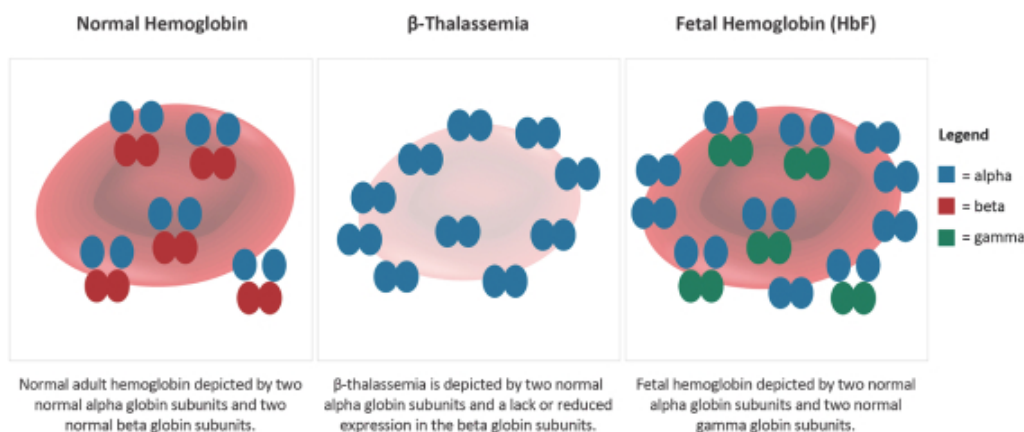 Normal Hemoglobin
β-Thalassemia
Fetal Hemoglobin (HbF)
Legend
= alpha
= beta
= gamma
Normal adult hemoglobin depicted by two
normal alpha globin subunits and two
normal beta globin subunits.
β-thalassemia is depicted by two normal
alpha globin subunits and a lack or reduced
expression in the beta globin subunits.
Fetal hemoglobin depicted by two normal
alpha globin subunits and two normal
gamma globin subunits.